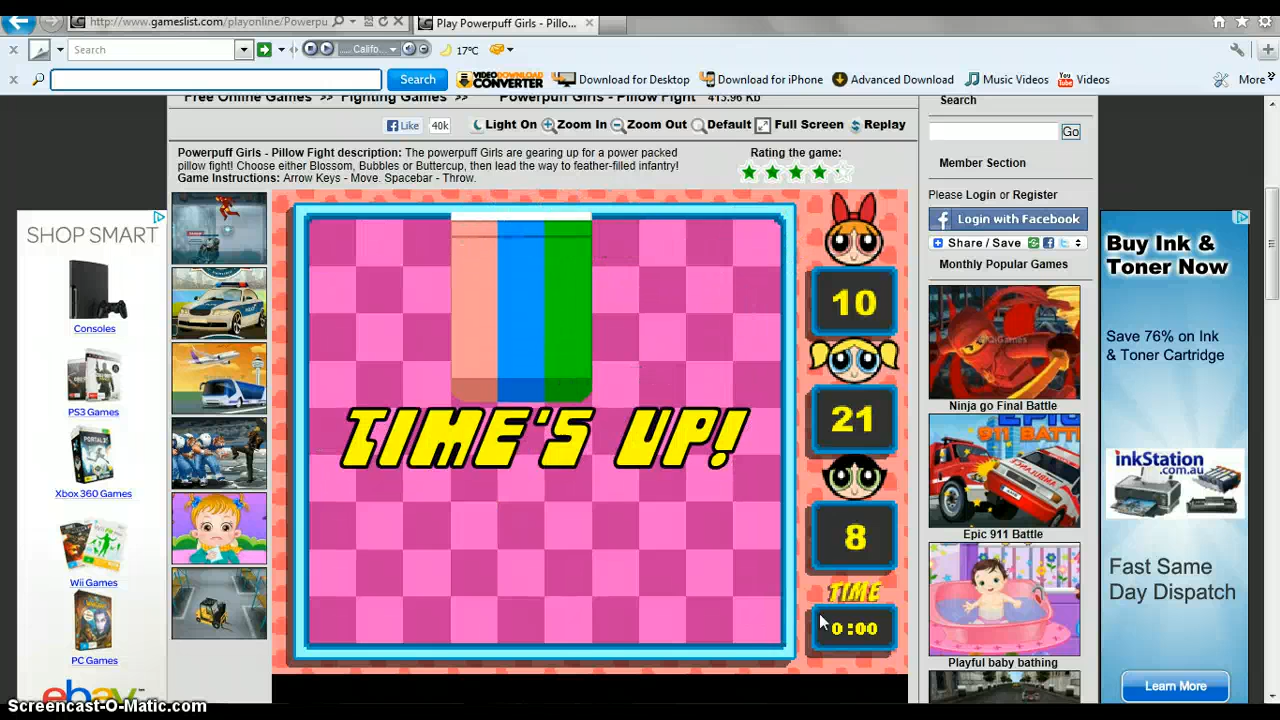 http://www.gameslist.com/playonline/Powerpu
Play Powerpuff Girls - Pillo...
Search
Califo...
17°C
Search
VIDEO DOWNLOAD CONVERTER
Download for Desktop
Download for iPhone
Advanced Download
Music Videos
You Tube
Videos
More
Free Online Games >> Fighting Games >> Powerpuff Girls - Pillow Fight 413.96 Kb
Like
40k
Light On
Zoom In
Zoom Out
Default
Full Screen
Replay
Powerpuff Girls - Pillow Fight description: The powerpuff Girls are gearing up for a power packed
pillow fight! Choose either Blossom, Bubbles or Buttercup, then lead the way to feather-filled infantry!
Game Instructions: Arrow Keys - Move, Spacebar - Throw.
Rating the game:
SHOP SMART
Consoles
PS3 Games
Xbox 360 Games
Wii Games
PC Games
ebay
TIME'S UP!
10
21
8
TIME
0:00
Search
Go
Member Section
Please Login or Register
Login with Facebook
Share / Save
Monthly Popular Games
Ninja go Final Battle
Epic 911 Battle
Playful baby bathing
Buy Ink &
Toner Now
Save 76% on Ink
& Toner Cartridge
inkStation
.com.au
Fast Same
Day Dispatch
Learn More
Screencast-O-Matic.com